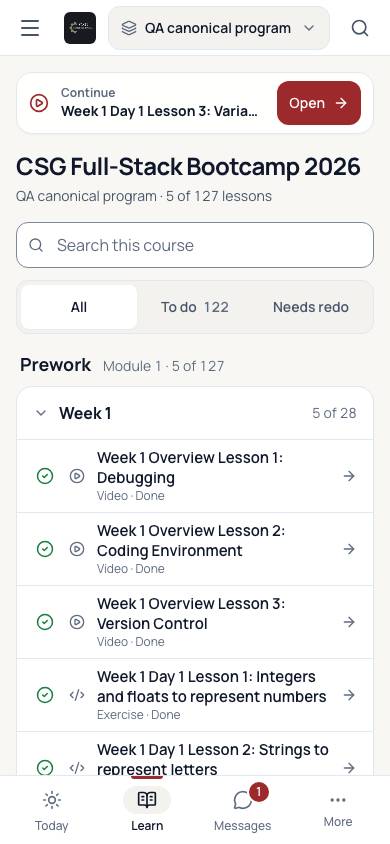 QA canonical program
Continue
Week 1 Day 1 Lesson 3: Varia...
Open
CSG Full-Stack Bootcamp 2026
QA canonical program · 5 of 127 lessons
Search this course
All
To do 122
Needs redo
Prework Module 1 · 5 of 127
Week 1 5 of 28
Week 1 Overview Lesson 1:
Debugging
Video · Done
Week 1 Overview Lesson 2:
Coding Environment
Video · Done
Week 1 Overview Lesson 3:
Version Control
Video · Done
Week 1 Day 1 Lesson 1: Integers
and floats to represent numbers
Exercise · Done
Week 1 Day 1 Lesson 2: Strings to
represent letters
1
Today
Learn
Messages
More